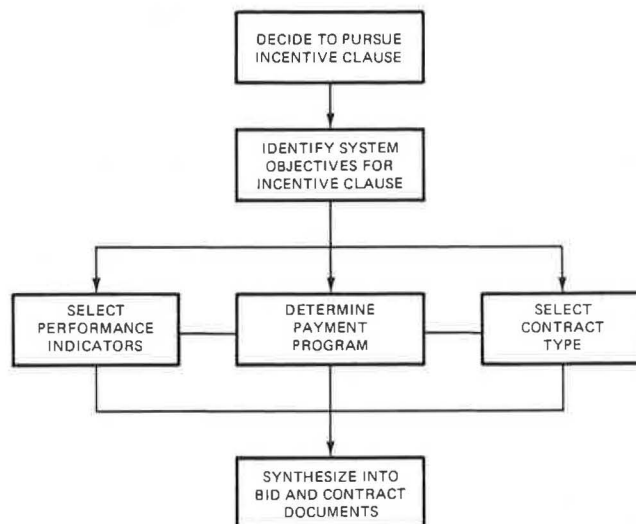 DECIDE TO PURSUE
INCENTIVE CLAUSE
IDENTIFY SYSTEM
OBJECTIVES FOR
INCENTIVE CLAUSE
SELECT
PERFORMANCE
INDICATORS
DETERMINE
PAYMENT
PROGRAM
SELECT
CONTRACT
TYPE
SYNTHESIZE INTO
BID AND CONTRACT
DOCUMENTS